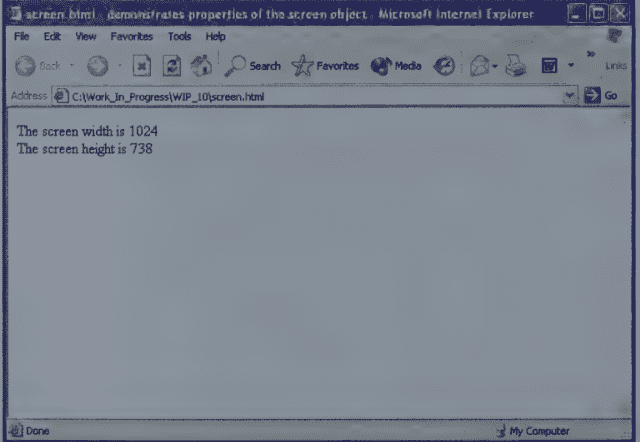 screen.html - demonstrates properties of the screen object - Microsoft Internet Explorer
File Edit View Favorites Tools Help
Back Search Favorites Media Links
Address C:\Work_In_Progress\WIP_10\screen.html Go
The screen width is 1024
The screen height is 738
Done My Computer